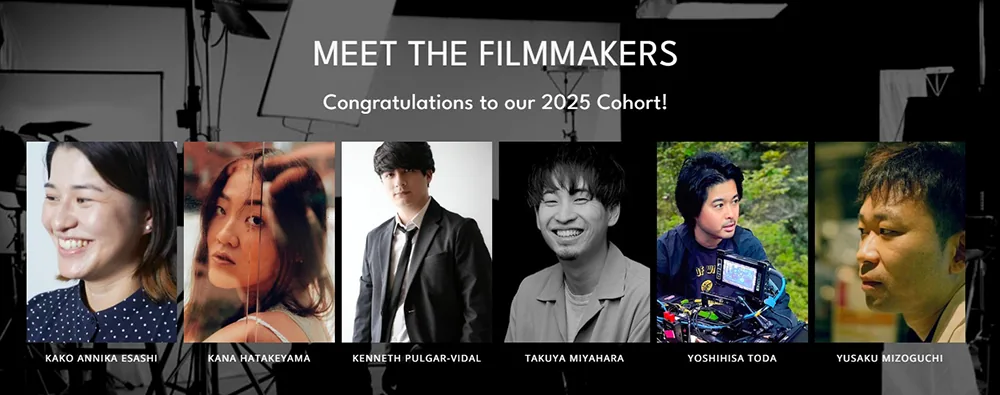 MEET THE FILMMAKERS
Congratulations to our 2025 Cohort!
KAKO ANNIKA ESASHI
KANA HATAKEYAMA
KENNETH PULGAR-VIDAL
TAKUYA MIYAHARA
YOSHIHISA TODA
YUSAKU MIZOGUCHI